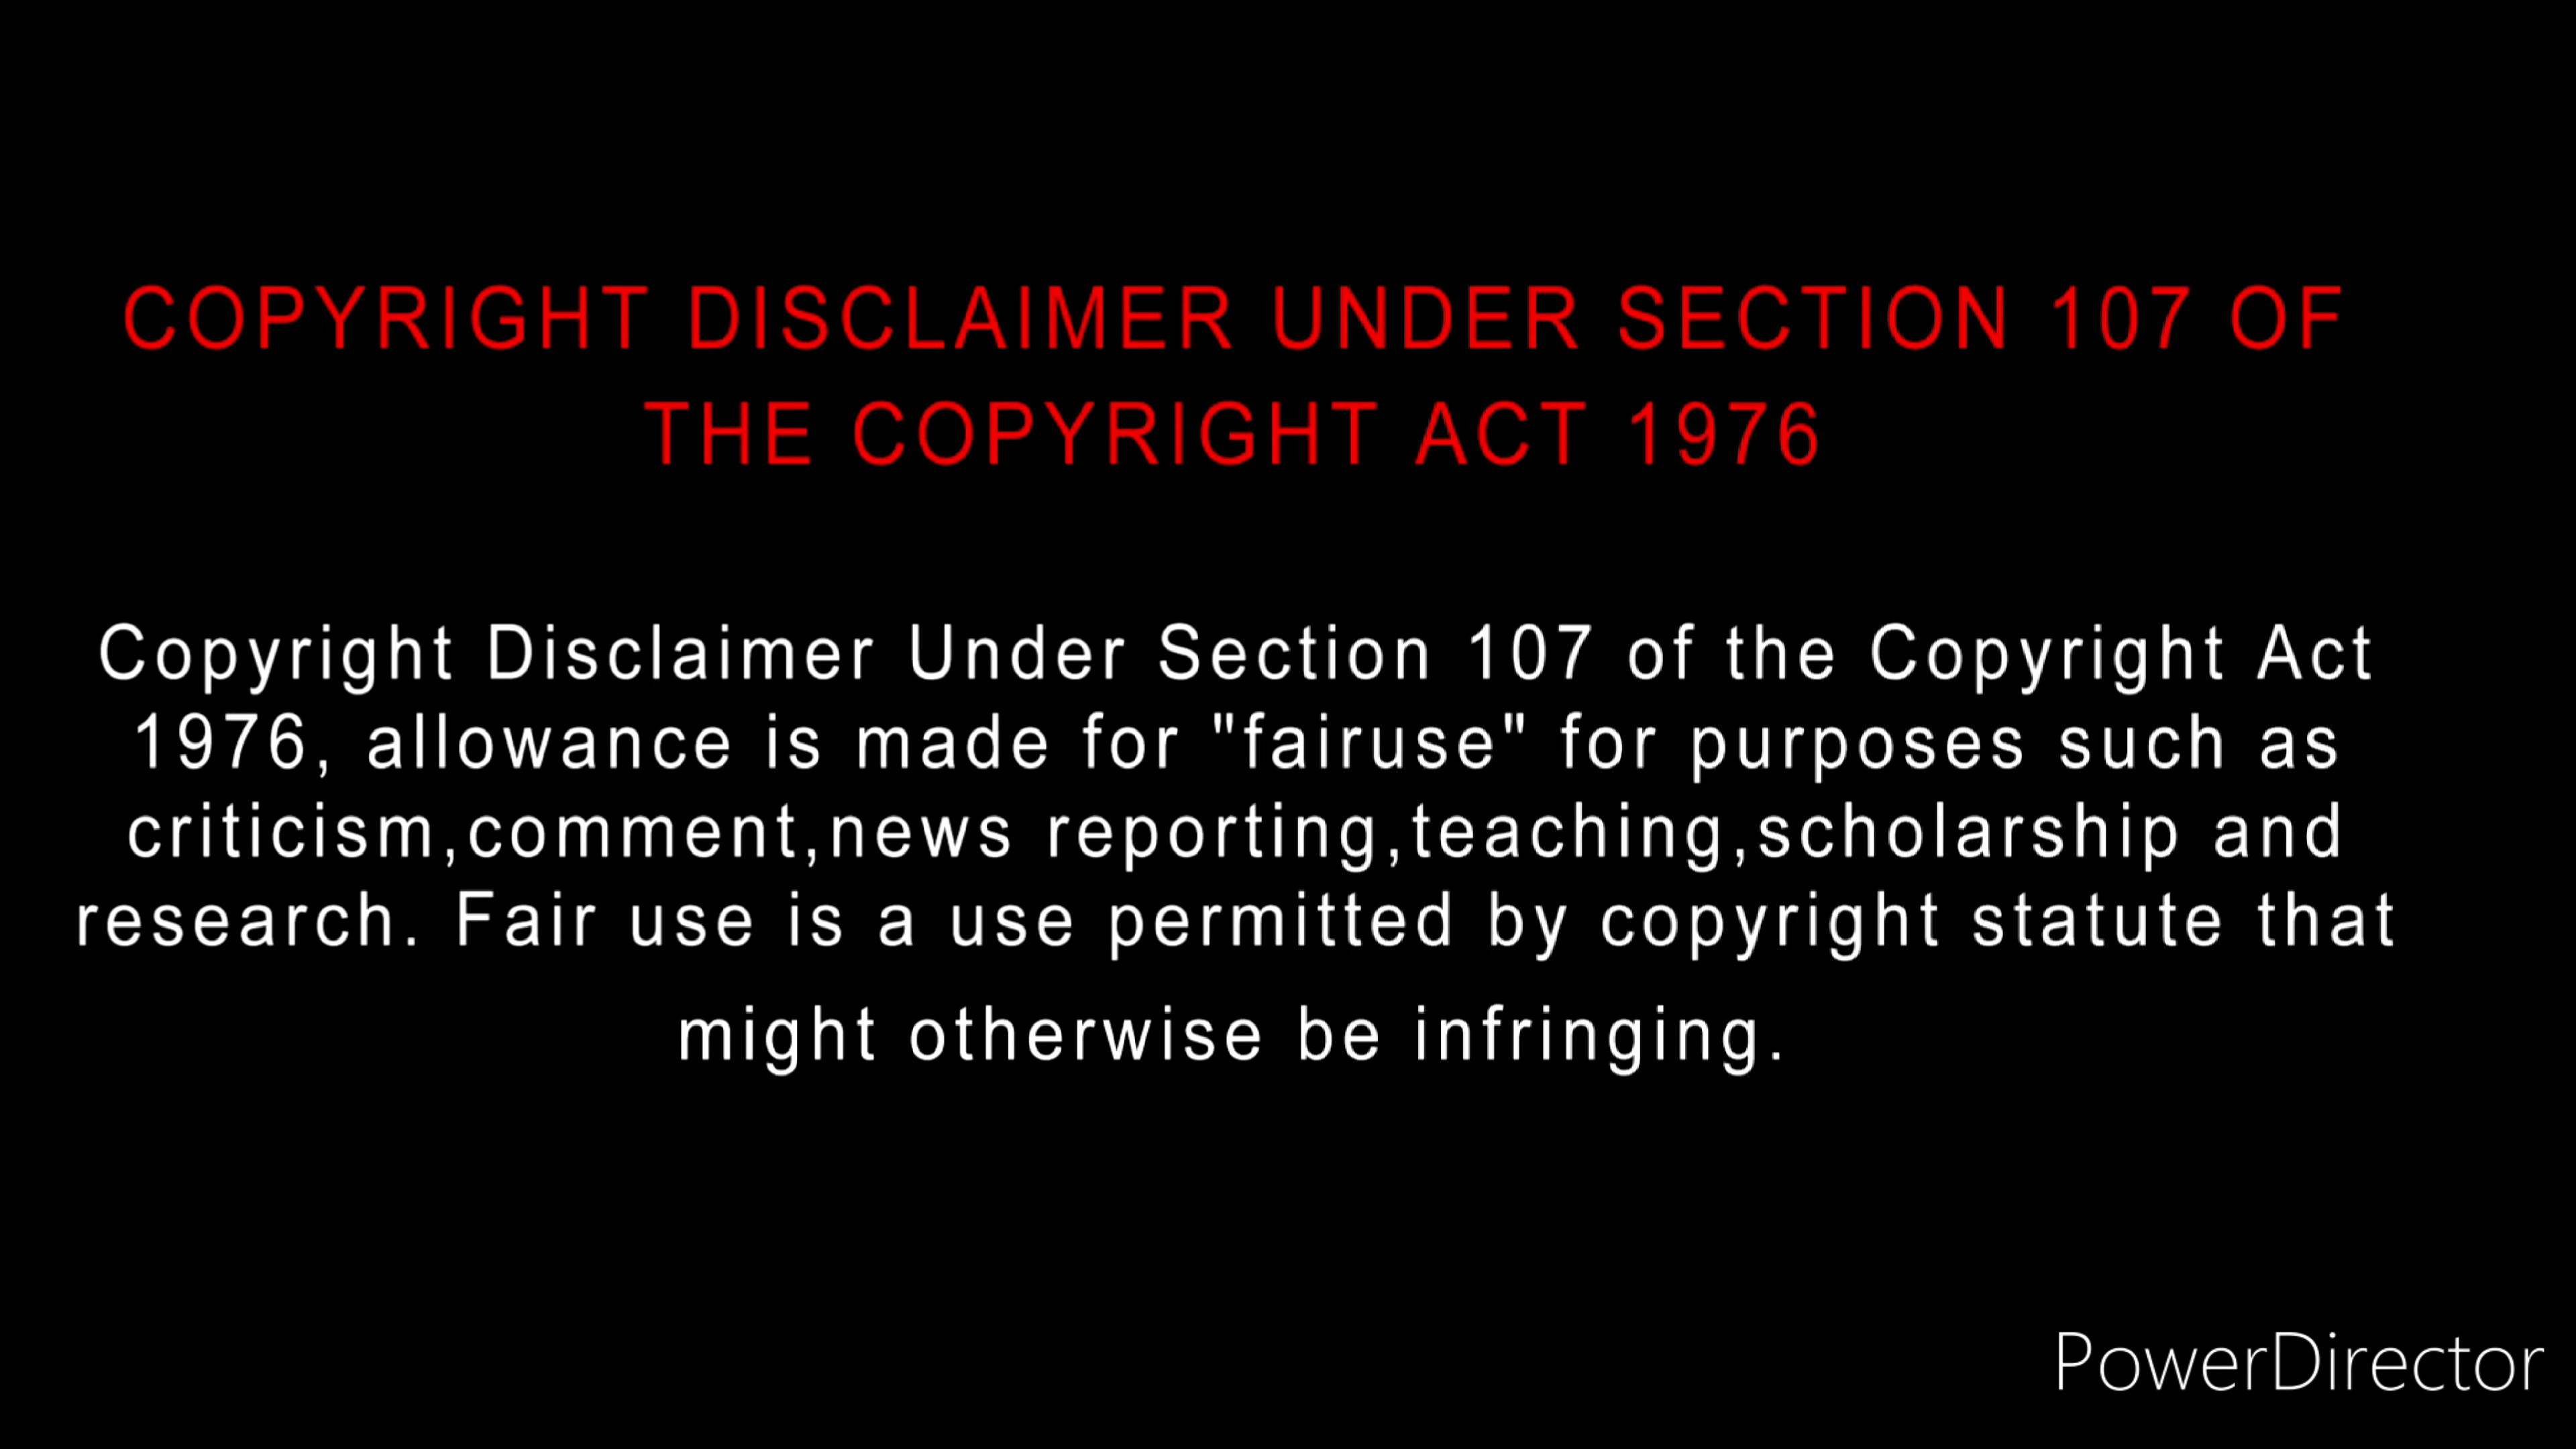 COPYRIGHT DISCLAIMER UNDER SECTION 107 OF
THE COPYRIGHT ACT 1976
Copyright Disclaimer Under Section 107 of the Copyright Act
1976, allowance is made for "fairuse" for purposes such as
criticism,comment,news reporting,teaching,scholarship and
research. Fair use is a use permitted by copyright statute that
might otherwise be infringing.
PowerDirector